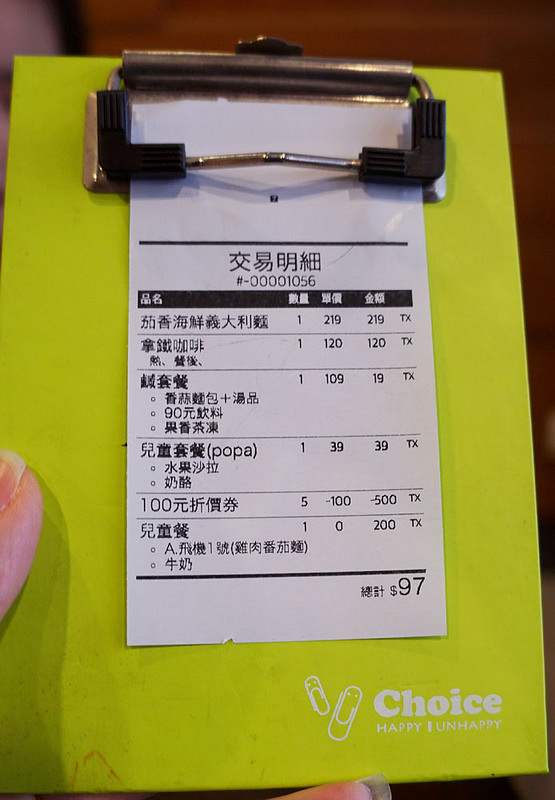 交易明細
#-00001056
品名 數量 單價 金額
茄香海鮮義大利麵 1 219 219 TX
拿鐵咖啡 1 120 120 TX
熱、餐後、
鹹套餐 1 109 19 TX
香蒜麵包+湯品
90元飲料
果香茶凍
兒童套餐(popa) 1 39 39 TX
水果沙拉
奶酪
100元折價券 5 -100 -500 TX
兒童餐 1 0 200 TX
A.飛機1號(雞肉番茄麵)
牛奶
總計 $97
Choice
HAPPY UNHAPPY